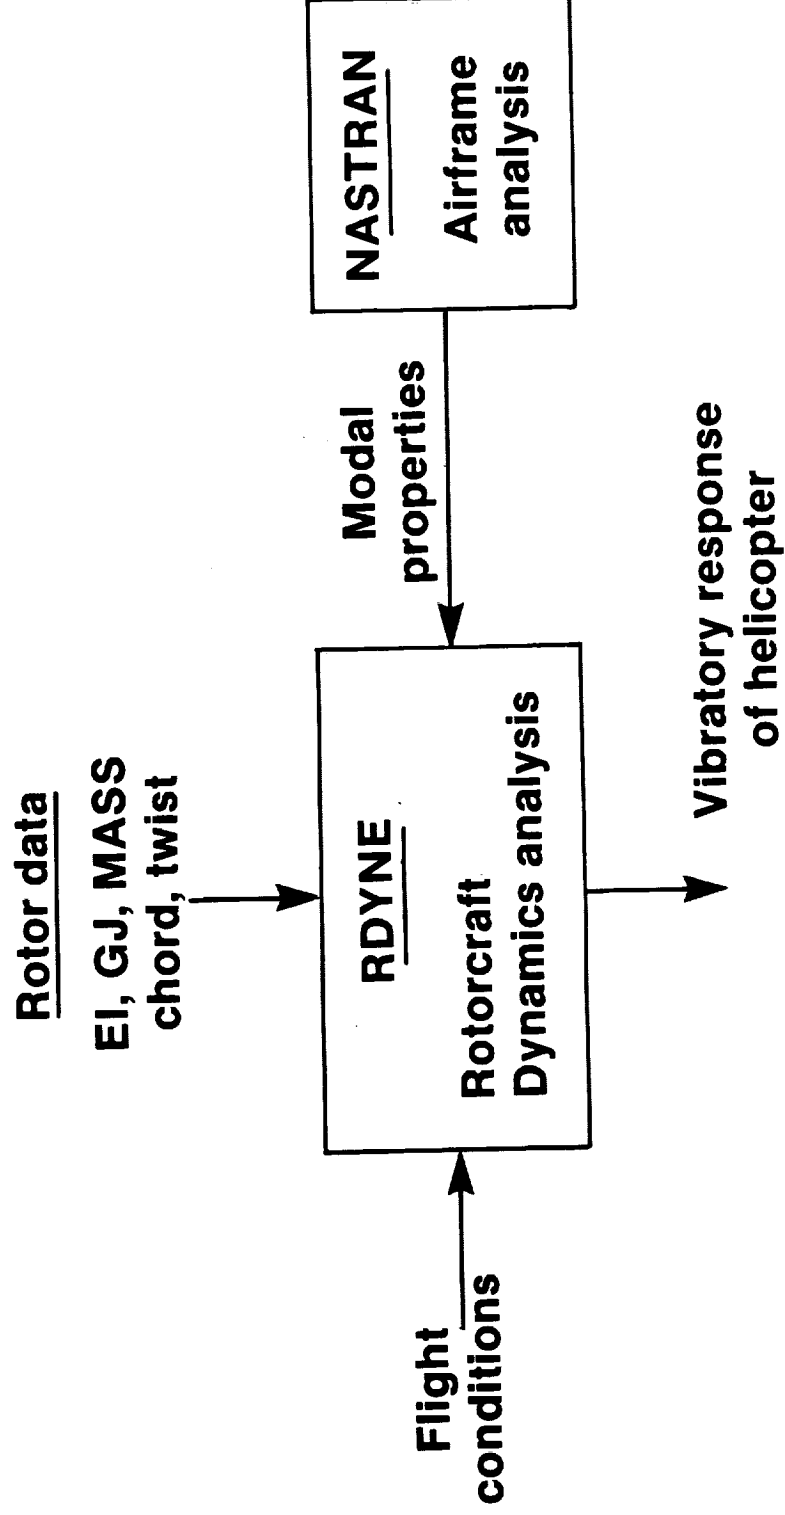 Rotor data
EI, GJ, MASS
chord, twist
Flight
conditions
RDYNE
Rotorcraft
Dynamics analysis
Modal
properties
NASTRAN
Airframe
analysis
Vibratory response
of helicopter